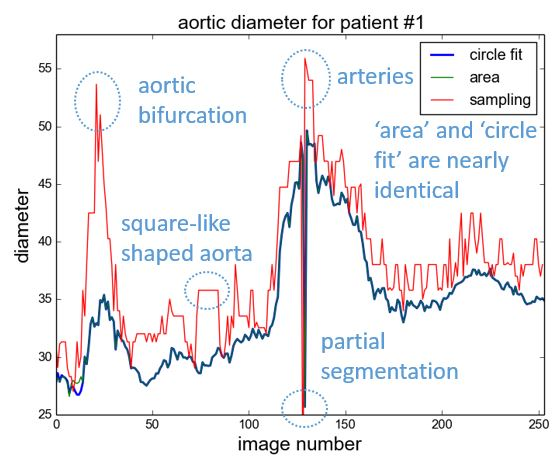 aortic diameter for patient #1
circle fit
area
sampling
aortic
bifurcation
arteries
'area' and 'circle
fit' are nearly
identical
square-like
shaped aorta
partial
segmentation
diameter
55
50
45
40
35
30
25
0
50
100
150
200
250
image number